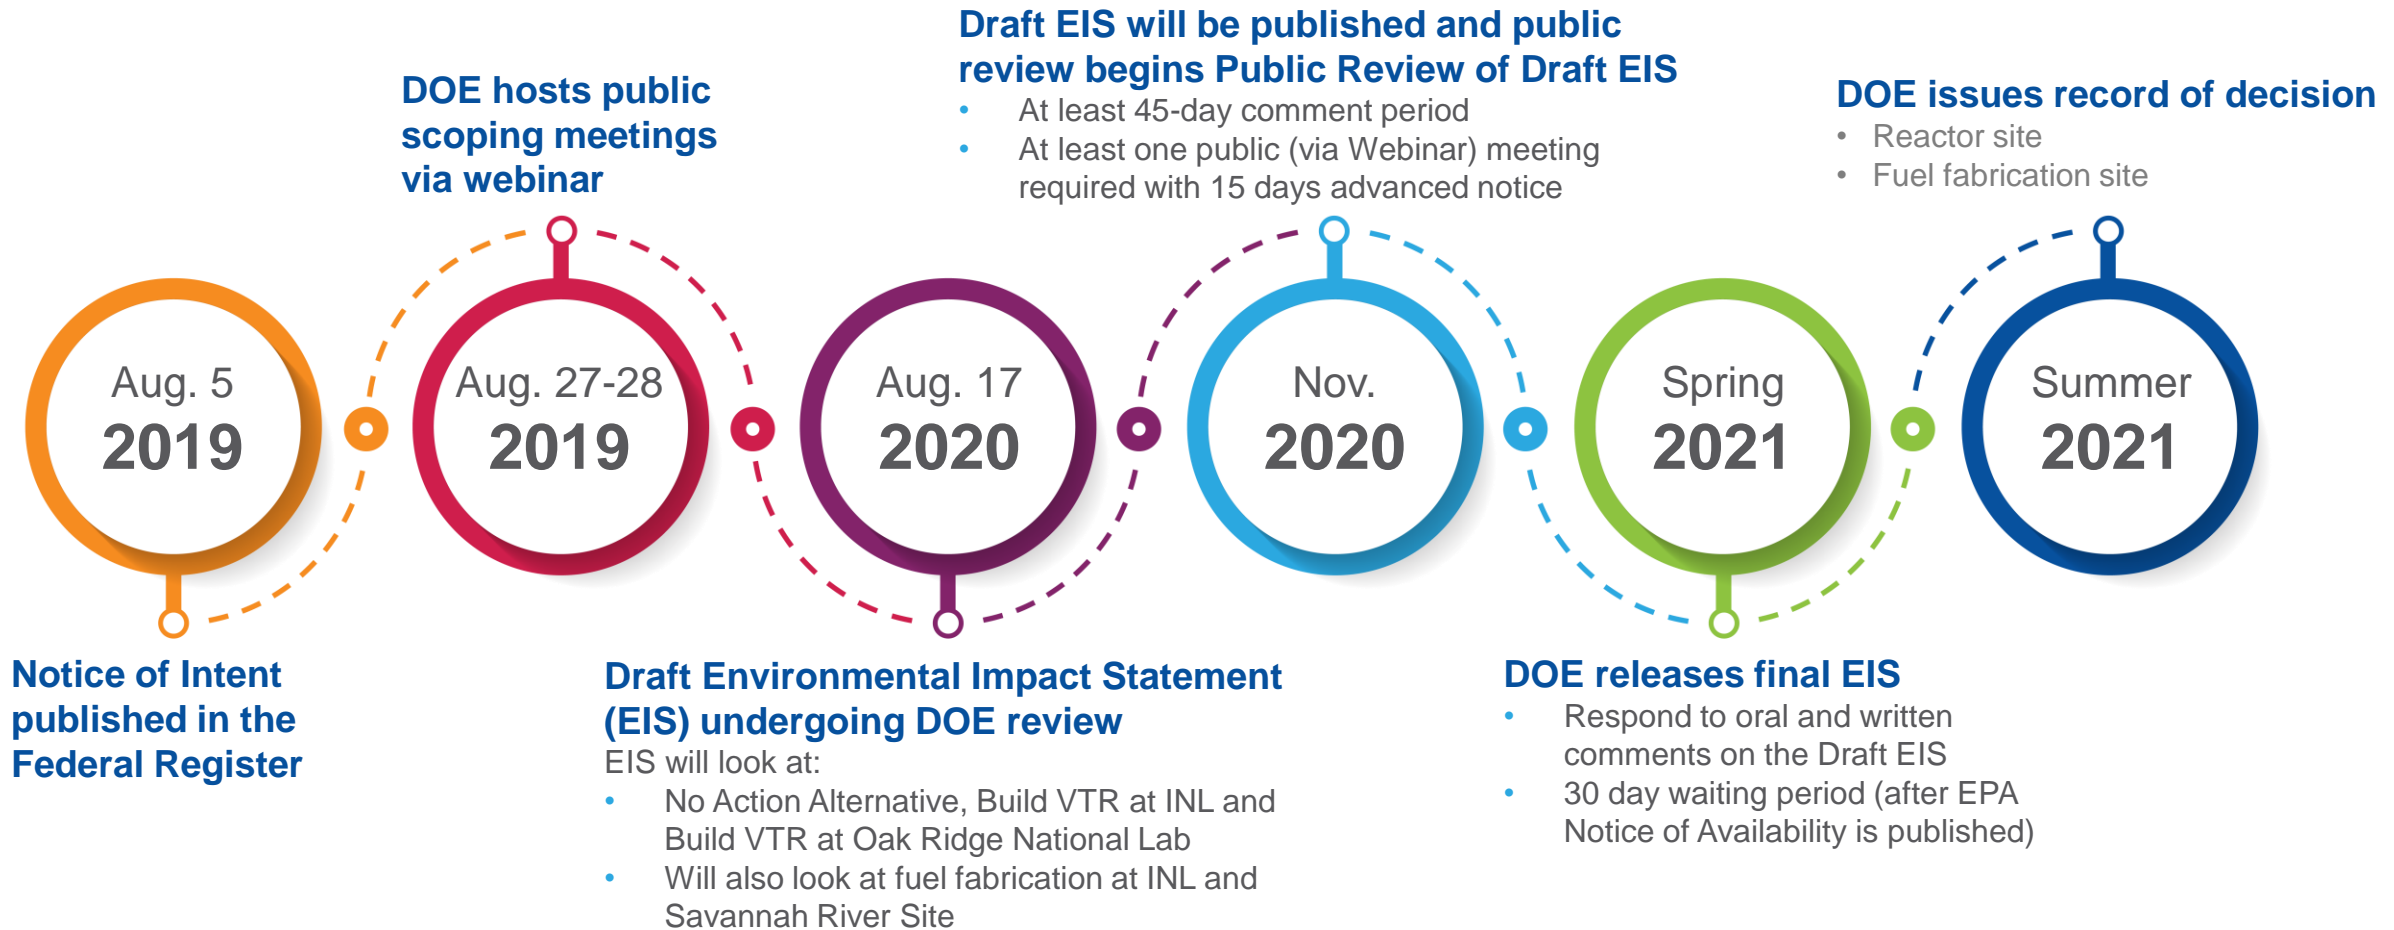 Aug. 5
2019
Notice of Intent
published in the
Federal Register
DOE hosts public
scoping meetings
via webinar
Aug. 27-28
2019
Aug. 17
2020
Draft Environmental Impact Statement
(EIS) undergoing DOE review
EIS will look at:
• No Action Alternative, Build VTR at INL and
Build VTR at Oak Ridge National Lab
• Will also look at fuel fabrication at INL and
Savannah River Site
Draft EIS will be published and public
review begins Public Review of Draft EIS
• At least 45-day comment period
• At least one public (via Webinar) meeting
required with 15 days advanced notice
Nov.
2020
Spring
2021
DOE releases final EIS
• Respond to oral and written
comments on the Draft EIS
• 30 day waiting period (after EPA
Notice of Availability is published)
DOE issues record of decision
• Reactor site
• Fuel fabrication site
Summer
2021